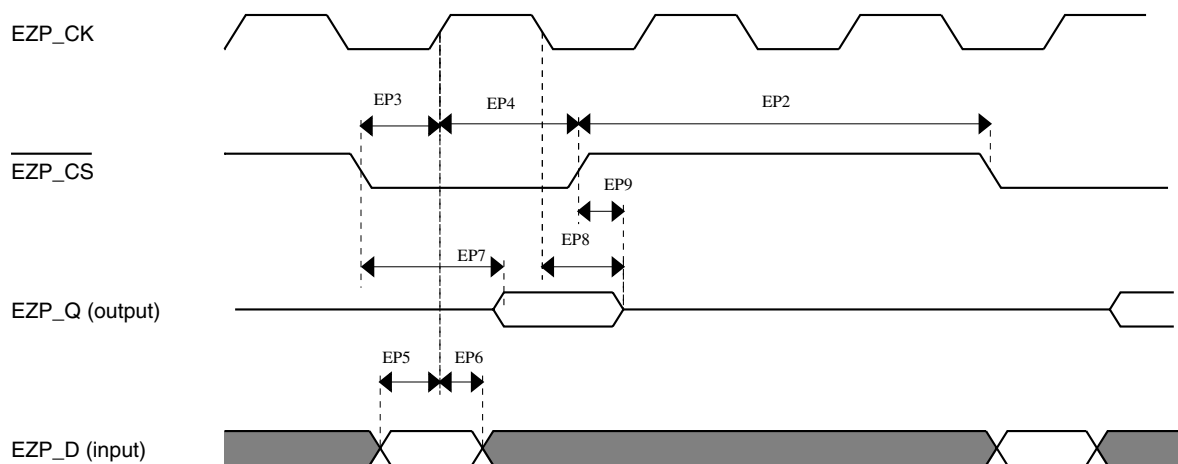 EZP_CK
EP3
EP4
EP2
EZP_CS
EP9
EP8
EP7
EZP_Q (output)
EP5
EP6
EZP_D (input)